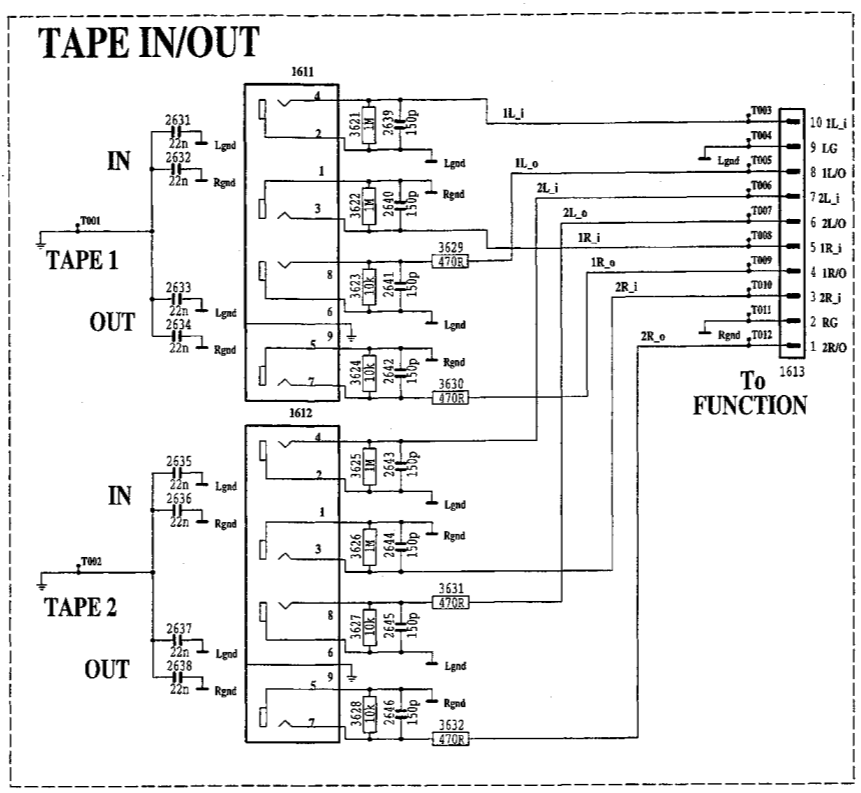 TAPE IN/OUT
1611
4
3621
1M
2639
150p
1L_i
T003
10 1L_i
2631
22n
Lgnd
2
Lgnd
T004
Lgnd
9 LG
IN
2632
22n
Rgnd
1
3622
1M
2640
150p
Rgnd
1L_o
T005
8 1L/O
2L_i
T006
7 2L_i
3
2L_o
T007
6 2L/O
T001
1R_i
T008
5 1R_i
TAPE 1
8
3623
10k
2641
150p
3629
470R
1R_o
T009
4 1R/O
2633
22n
Lgnd
2R_i
T010
3 2R_i
OUT
6
Lgnd
T011
Rgnd
2 RG
2634
22n
Rgnd
9
5
3624
10k
2642
150p
Rgnd
2R_o
T012
1 2R/O
7
3630
470R
1613
To
FUNCTION
1612
4
3625
1M
2643
150p
2635
22n
Lgnd
2
Lgnd
IN
2636
22n
Rgnd
1
3626
1M
2644
150p
Rgnd
3
T002
TAPE 2
8
3627
10k
2645
150p
3631
470R
2637
22n
Lgnd
6
Lgnd
OUT
2638
22n
Rgnd
9
5
3628
10k
2646
150p
Rgnd
7
3632
470R